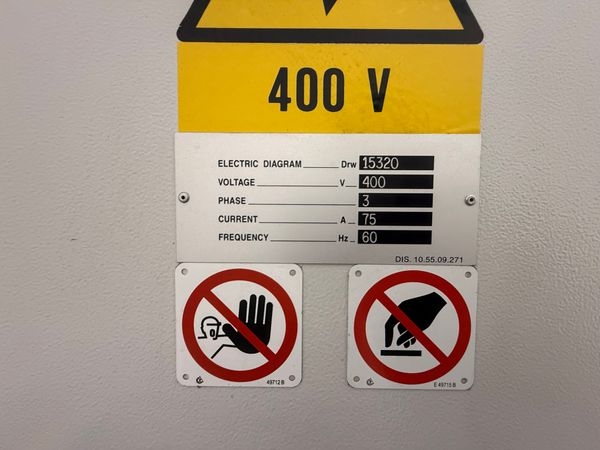 400 V
ELECTRIC DIAGRAM Drw 15320
VOLTAGE V 400
PHASE 3
CURRENT A 75
FREQUENCY Hz 60
DIS. 10.55.09.271
49712 B
E 49715 B